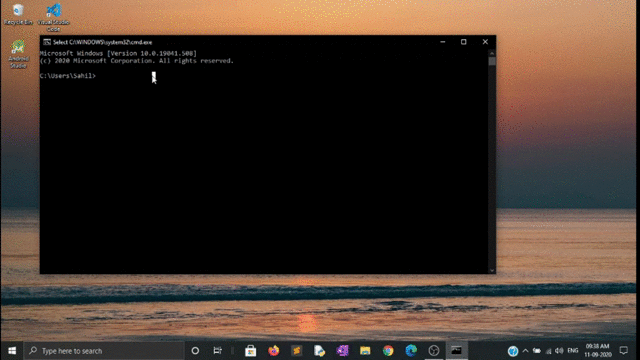 Recycle Bin
Visual Studio
Code
Android
Studio
Select C:\WINDOWS\system32\cmd.exe
Microsoft Windows [Version 10.0.19041.508]
(c) 2020 Microsoft Corporation. All rights reserved.
C:\Users\Sahil>
Type here to search
ENG
09:38 AM
11-09-2020